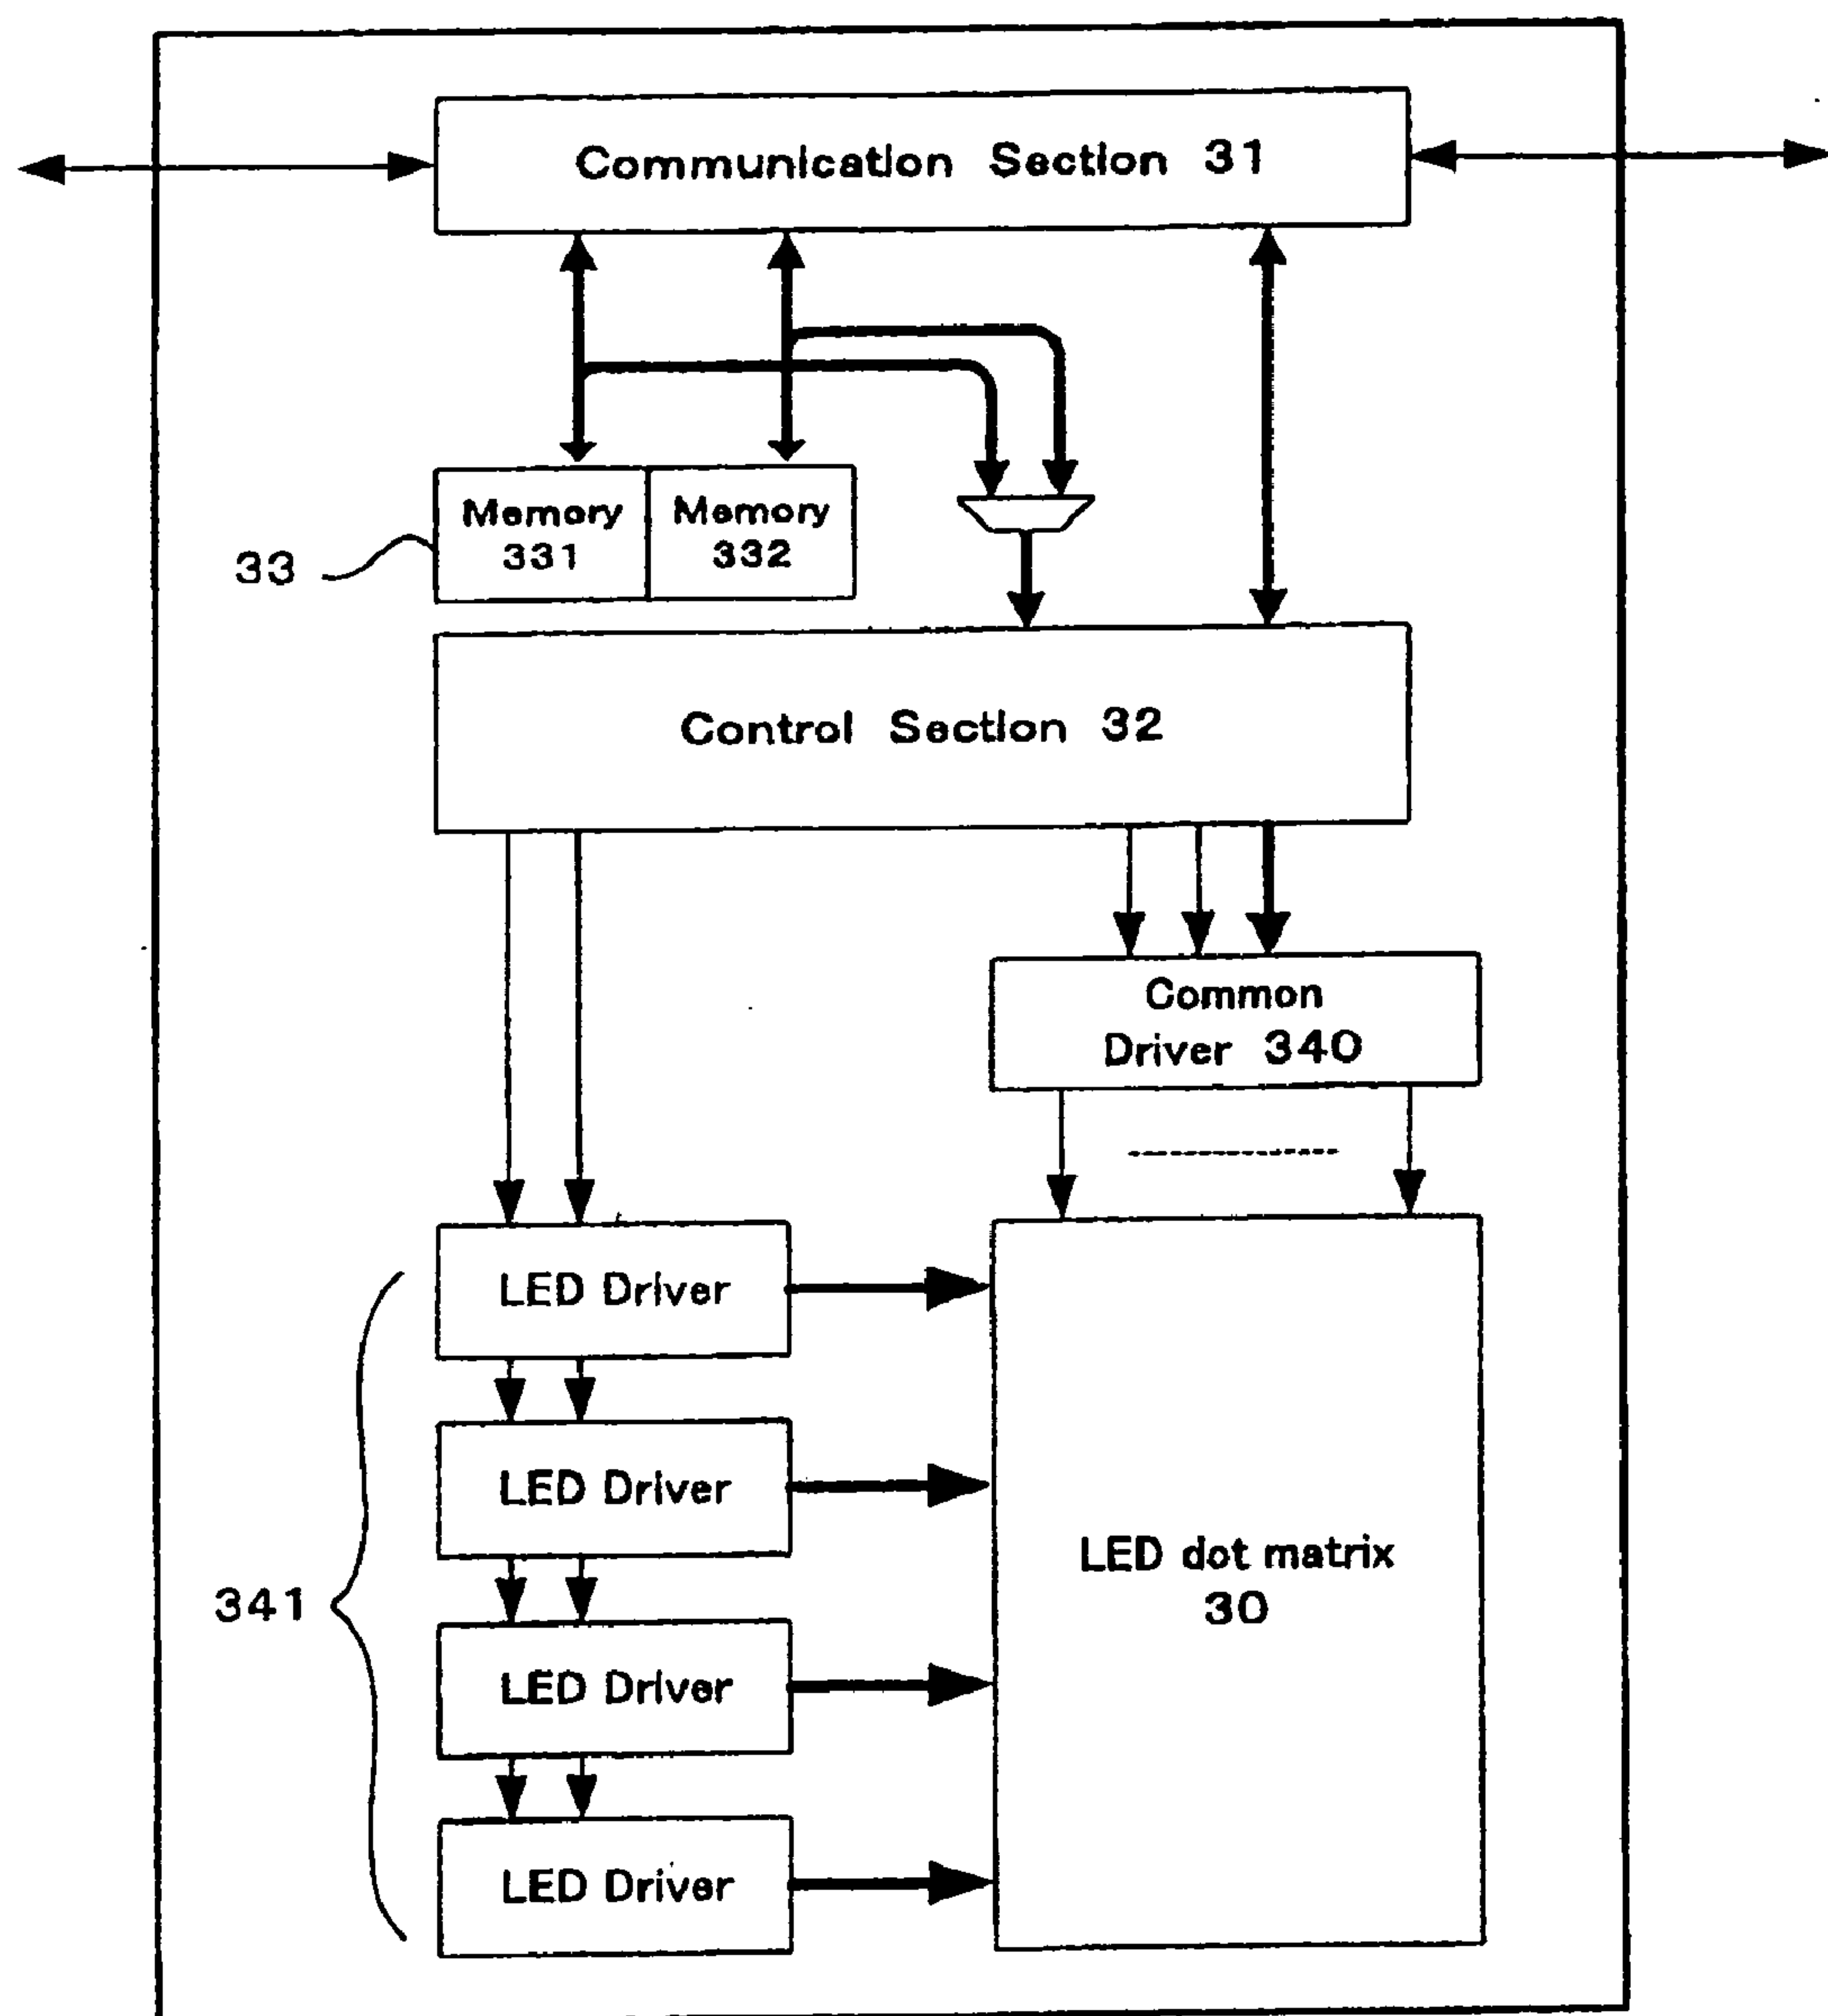 Communication Section 31
Memory
331
Memory
332
33
Control Section 32
Common
Driver 340
LED Driver
LED Driver
LED dot matrix
30
341
LED Driver
LED Driver